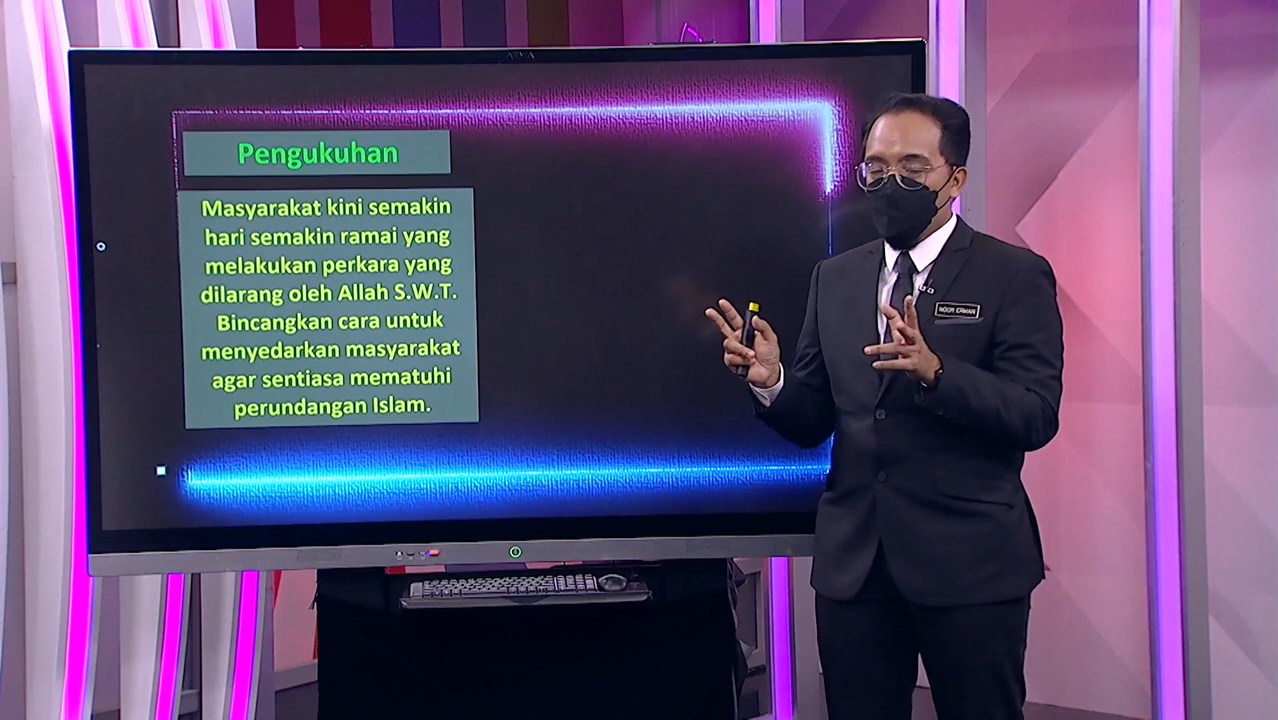 Pengukuhan
Masyarakat kini semakin
hari semakin ramai yang
melakukan perkara yang
dilarang oleh Allah S.W.T.
Bincangkan cara untuk
menyedarkan masyarakat
agar sentiasa mematuhi
perundangan Islam.
NOOR ERMAN